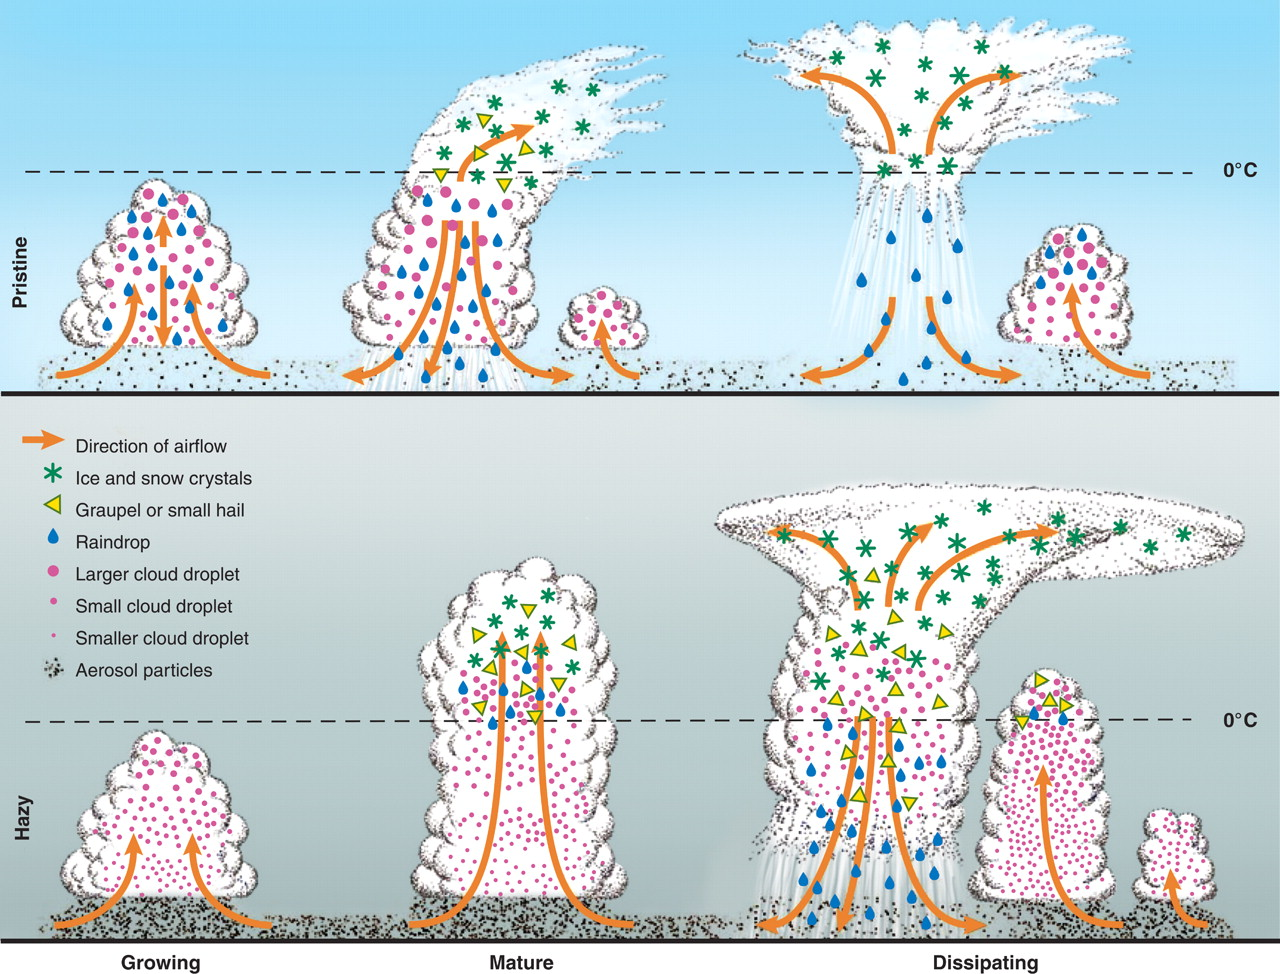 0°C
Pristine
Direction of airflow
Ice and snow crystals
Graupel or small hail
Raindrop
Larger cloud droplet
Small cloud droplet
Smaller cloud droplet
Aerosol particles
0°C
Hazy
Growing
Mature
Dissipating